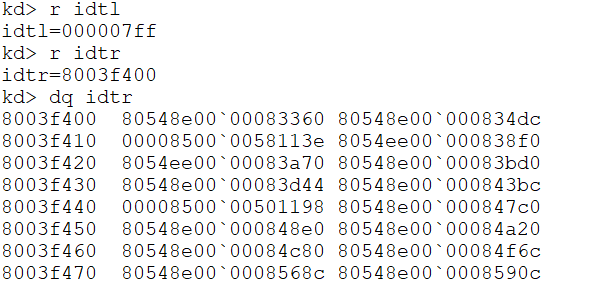 kd> r idtl
idtl=000007ff
kd> r idtr
idtr=8003f400
kd> dq idtr
8003f400  80548e00`00083360 80548e00`000834dc
8003f410  00008500`0058113e 8054ee00`000838f0
8003f420  8054ee00`00083a70 80548e00`00083bd0
8003f430  80548e00`00083d44 80548e00`000843bc
8003f440  00008500`00501198 80548e00`000847c0
8003f450  80548e00`000848e0 80548e00`00084a20
8003f460  80548e00`00084c80 80548e00`00084f6c
8003f470  80548e00`0008568c 80548e00`0008590c